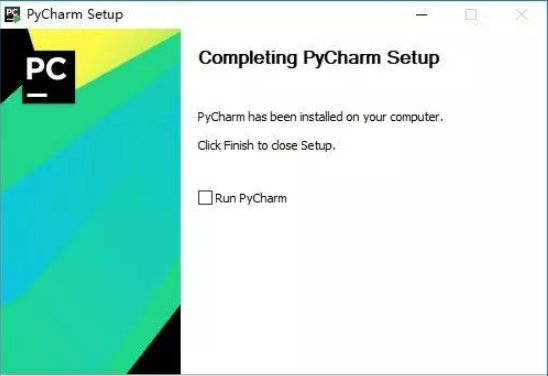 PyCharm Setup
PC
Completing PyCharm Setup
PyCharm has been installed on your computer.
Click Finish to close Setup.
Run PyCharm